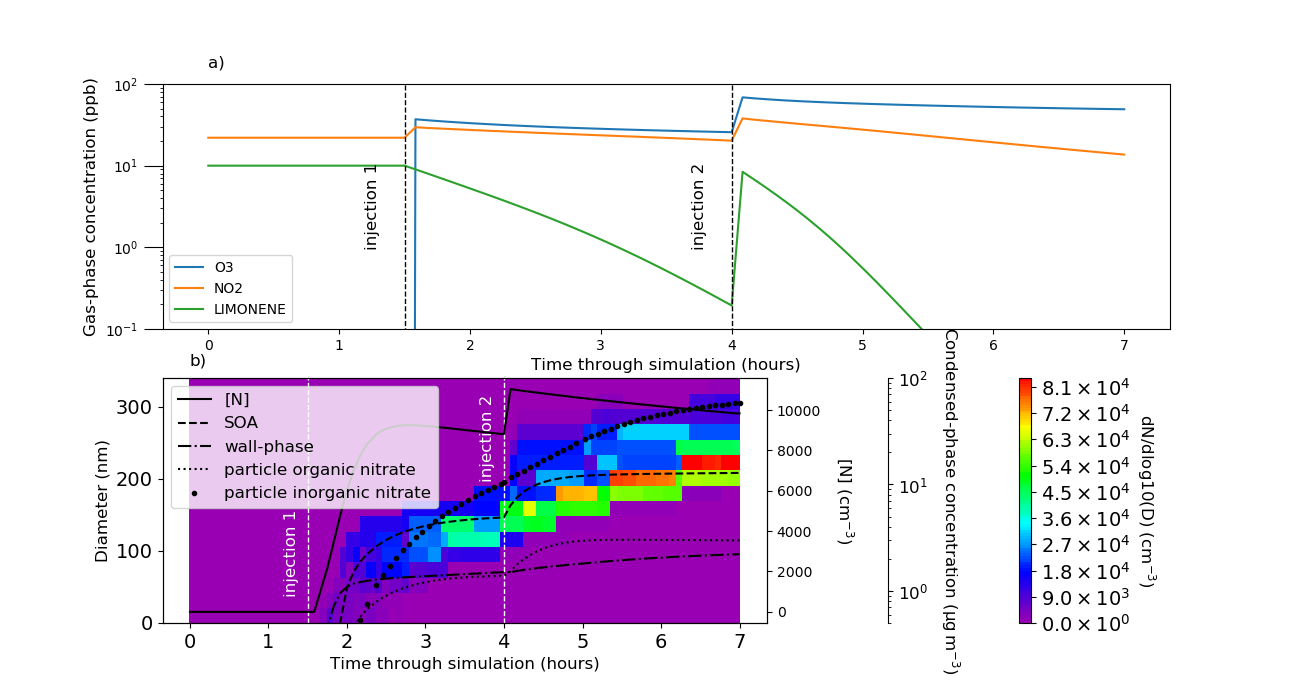 a)
Gas-phase concentration (ppb)
10²
10¹
10⁰
10⁻¹
injection 1
injection 2
O3
NO2
LIMONENE
0 1 2 3 4 5 6 7
Time through simulation (hours)
b)
Diameter (nm)
300
200
100
0
[N]
SOA
wall-phase
particle organic nitrate
particle inorganic nitrate
injection 1
injection 2
0 1 2 3 4 5 6 7
Time through simulation (hours)
10000
8000
6000
4000
2000
0
[N] (cm⁻³)
10²
10¹
10⁰
Condensed-phase concentration (µg m⁻³)
8.1 × 10⁴
7.2 × 10⁴
6.3 × 10⁴
5.4 × 10⁴
4.5 × 10⁴
3.6 × 10⁴
2.7 × 10⁴
1.8 × 10⁴
9.0 × 10³
0.0 × 10⁰
dN/dlog10(D) (cm⁻³)